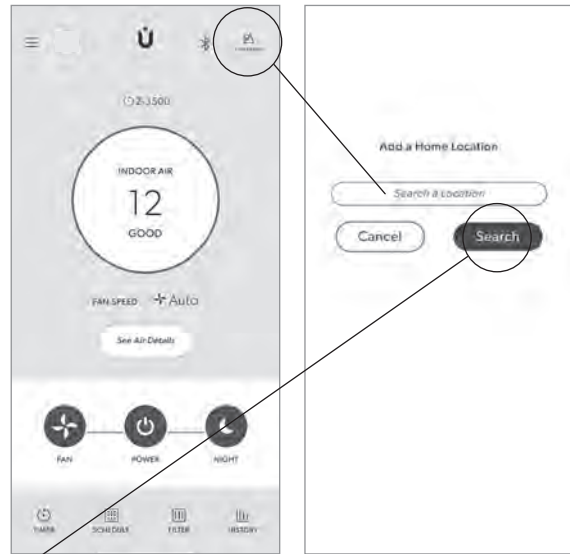 Z-3500
INDOOR AIR
12
GOOD
FAN SPEED Auto
See Air Details
FAN POWER NIGHT
TIMER SCHEDULE FILTER HISTORY
Add a Home Location
Search a Location
Cancel Search